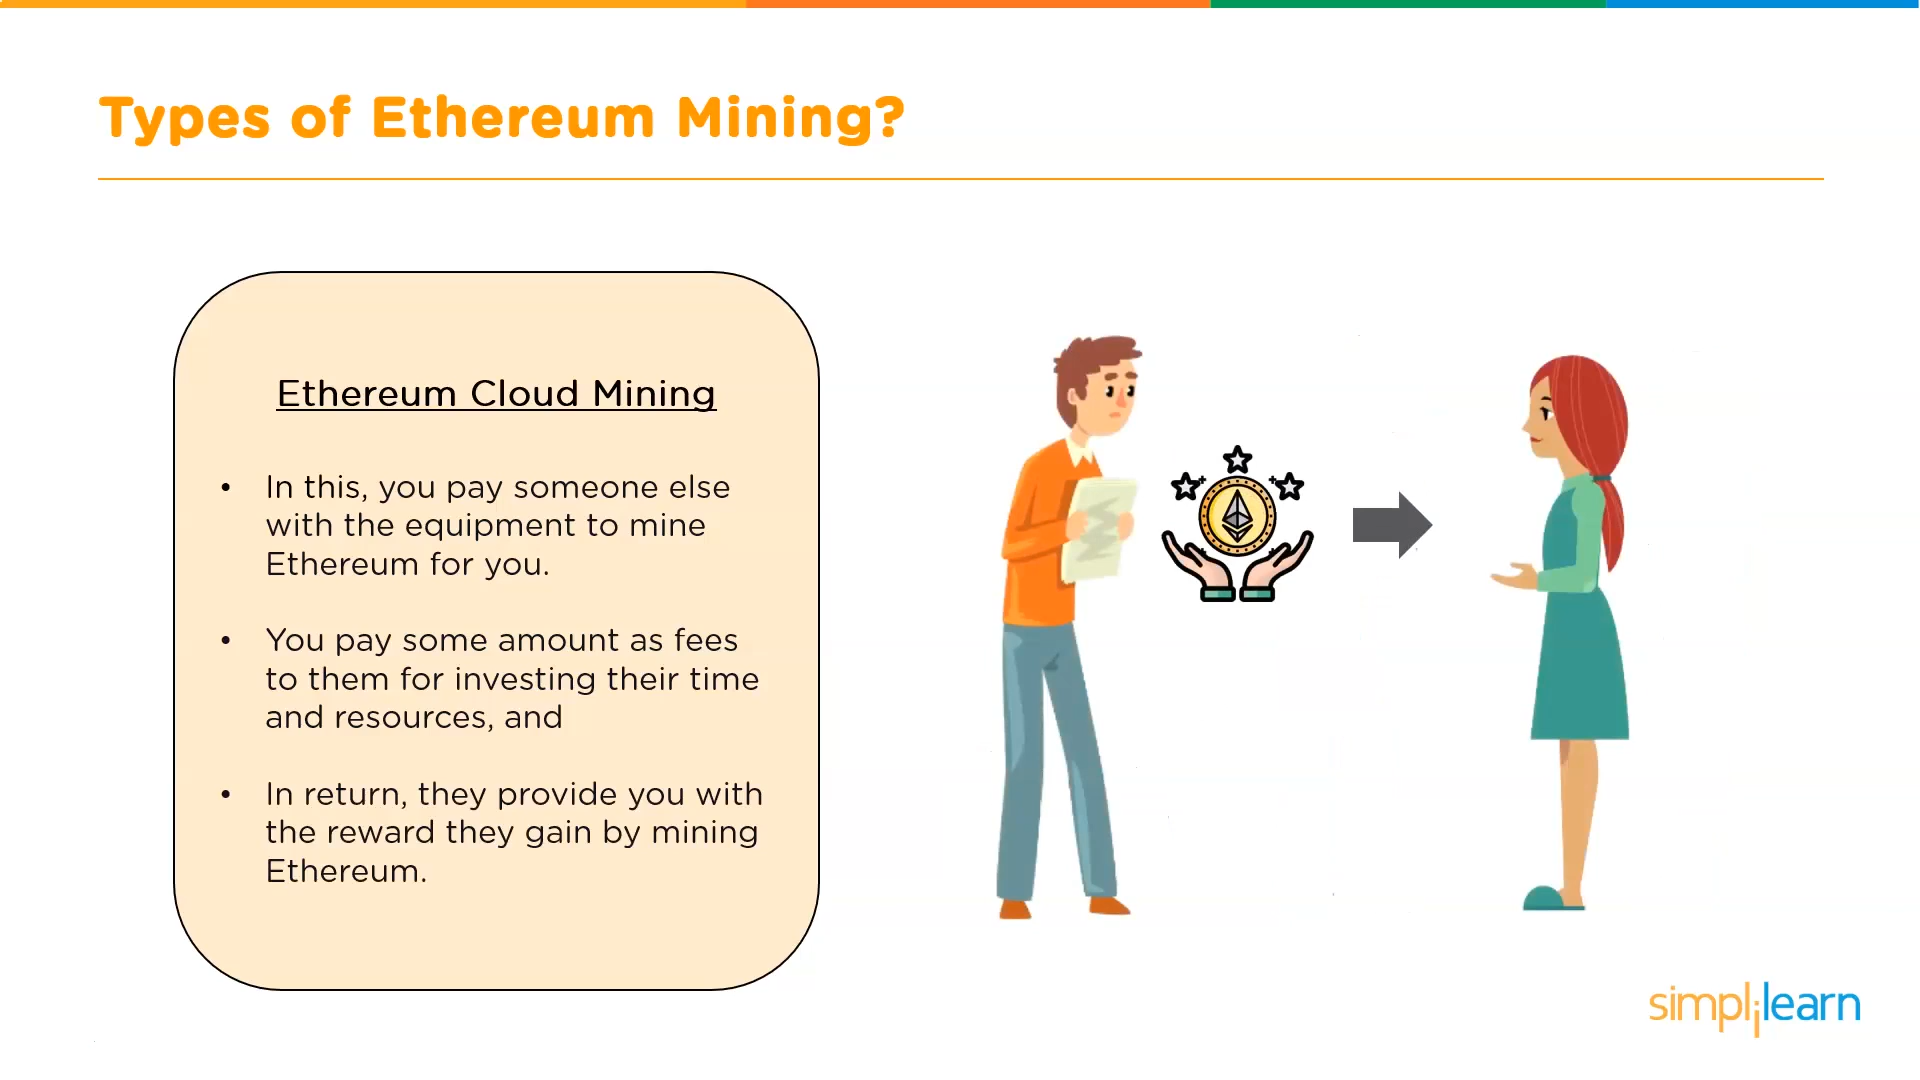 Types of Ethereum Mining?
Ethereum Cloud Mining
• In this, you pay someone else
with the equipment to mine
Ethereum for you.
• You pay some amount as fees
to them for investing their time
and resources, and
• In return, they provide you with
the reward they gain by mining
Ethereum.
simplilearn